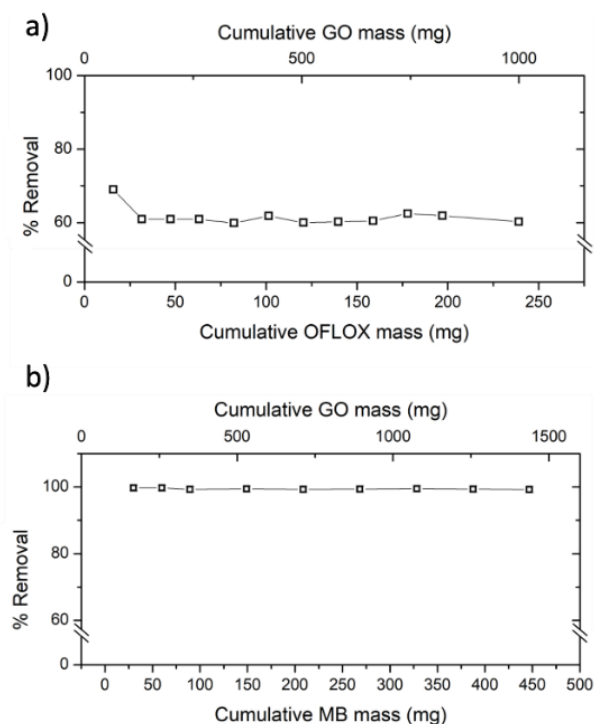 a)
Cumulative GO mass (mg)
0 500 1000
100
80
60
0
% Removal
0 50 100 150 200 250
Cumulative OFLOX mass (mg)
b)
Cumulative GO mass (mg)
0 500 1000 1500
100
80
60
0
% Removal
0 50 100 150 200 250 300 350 400 450 500
Cumulative MB mass (mg)